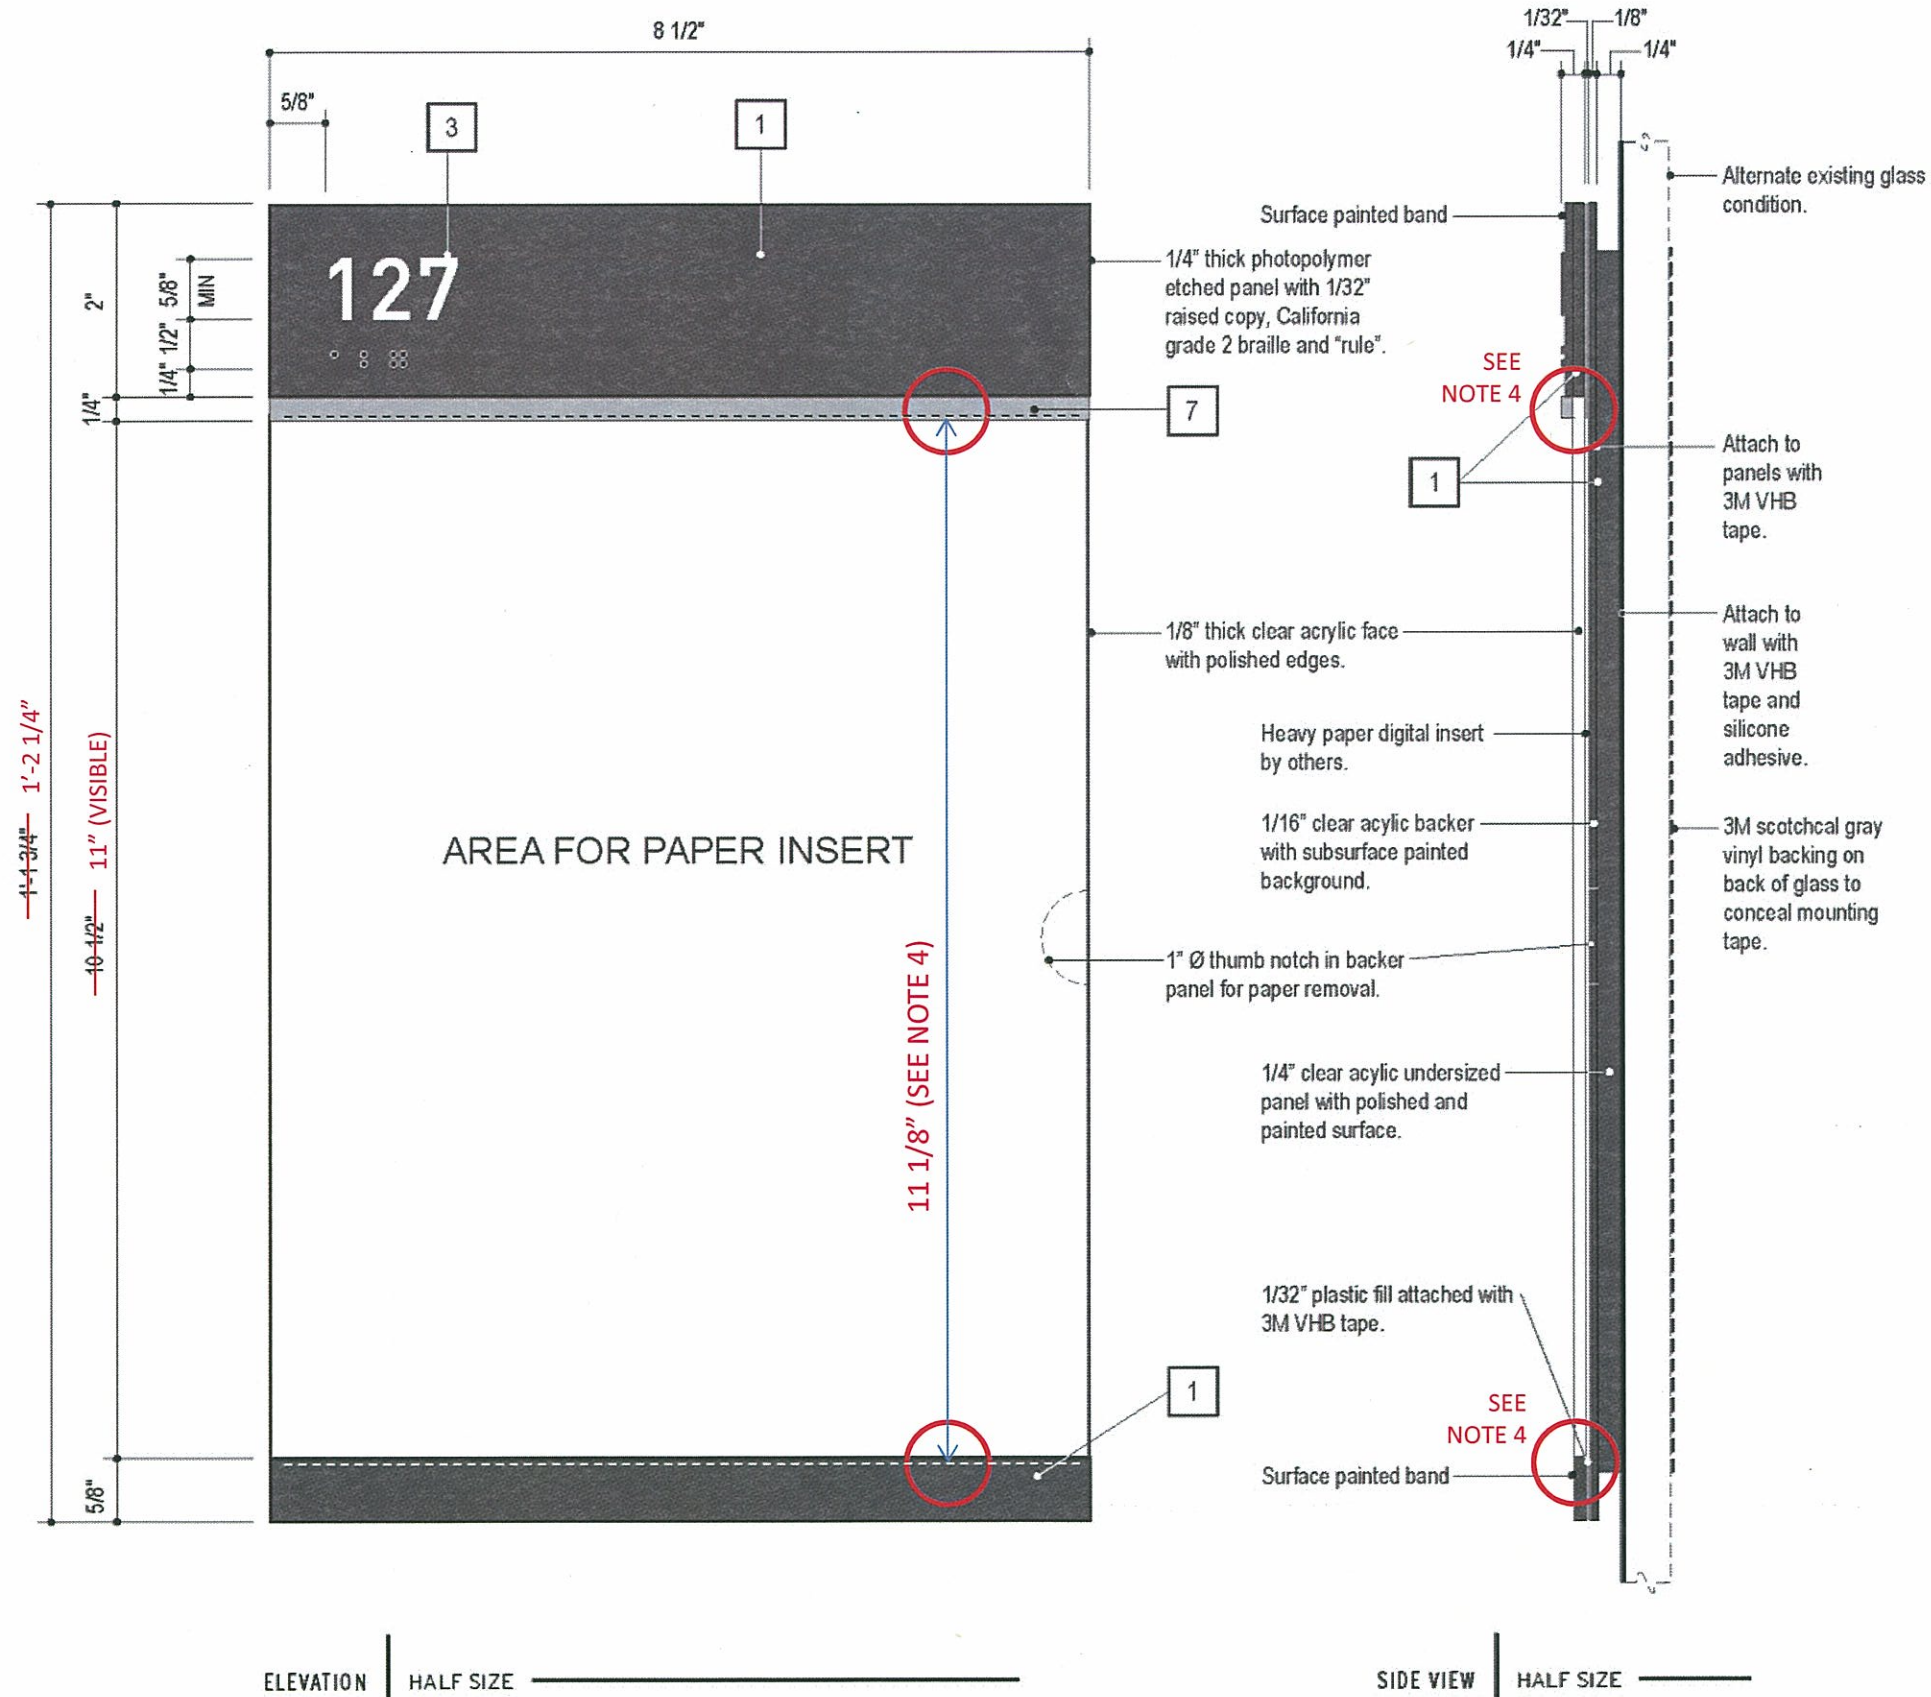 8 1/2"
5/8"
3
1
1/32"
1/8"
1/4"
1/4"
127
2"
5/8"
MIN
1/2"
1/4"
1/4"
1'-1 3/4"
1'-2 1/4"
10 1/2"
11" (VISIBLE)
5/8"
AREA FOR PAPER INSERT
11 1/8" (SEE NOTE 4)
Surface painted band
1/4" thick photopolymer
etched panel with 1/32"
raised copy, California
grade 2 braille and "rule".
SEE
NOTE 4
7
1
1/8" thick clear acrylic face
with polished edges.
Heavy paper digital insert
by others.
1/16" clear acylic backer
with subsurface painted
background.
1" Ø thumb notch in backer
panel for paper removal.
1/4" clear acylic undersized
panel with polished and
painted surface.
1/32" plastic fill attached with
3M VHB tape.
1
SEE
NOTE 4
Surface painted band
Alternate existing glass
condition.
Attach to
panels with
3M VHB
tape.
Attach to
wall with
3M VHB
tape and
silicone
adhesive.
3M scotchcal gray
vinyl backing on
back of glass to
conceal mounting
tape.
ELEVATION
HALF SIZE
SIDE VIEW
HALF SIZE